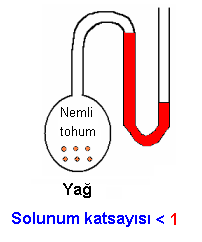 Nemli
tohum
Yağ
Solunum katsayısı < 1